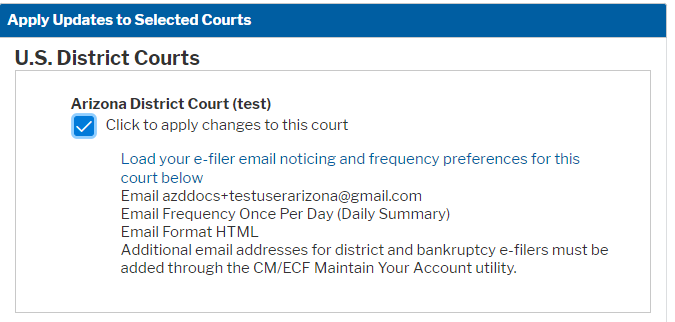 Apply Updates to Selected Courts
U.S. District Courts
Arizona District Court (test)
Click to apply changes to this court
Load your e-filer email noticing and frequency preferences for this
court below
Email azddocs+testuserarizona@gmail.com
Email Frequency Once Per Day (Daily Summary)
Email Format HTML
Additional email addresses for district and bankruptcy e-filers must be
added through the CM/ECF Maintain Your Account utility.